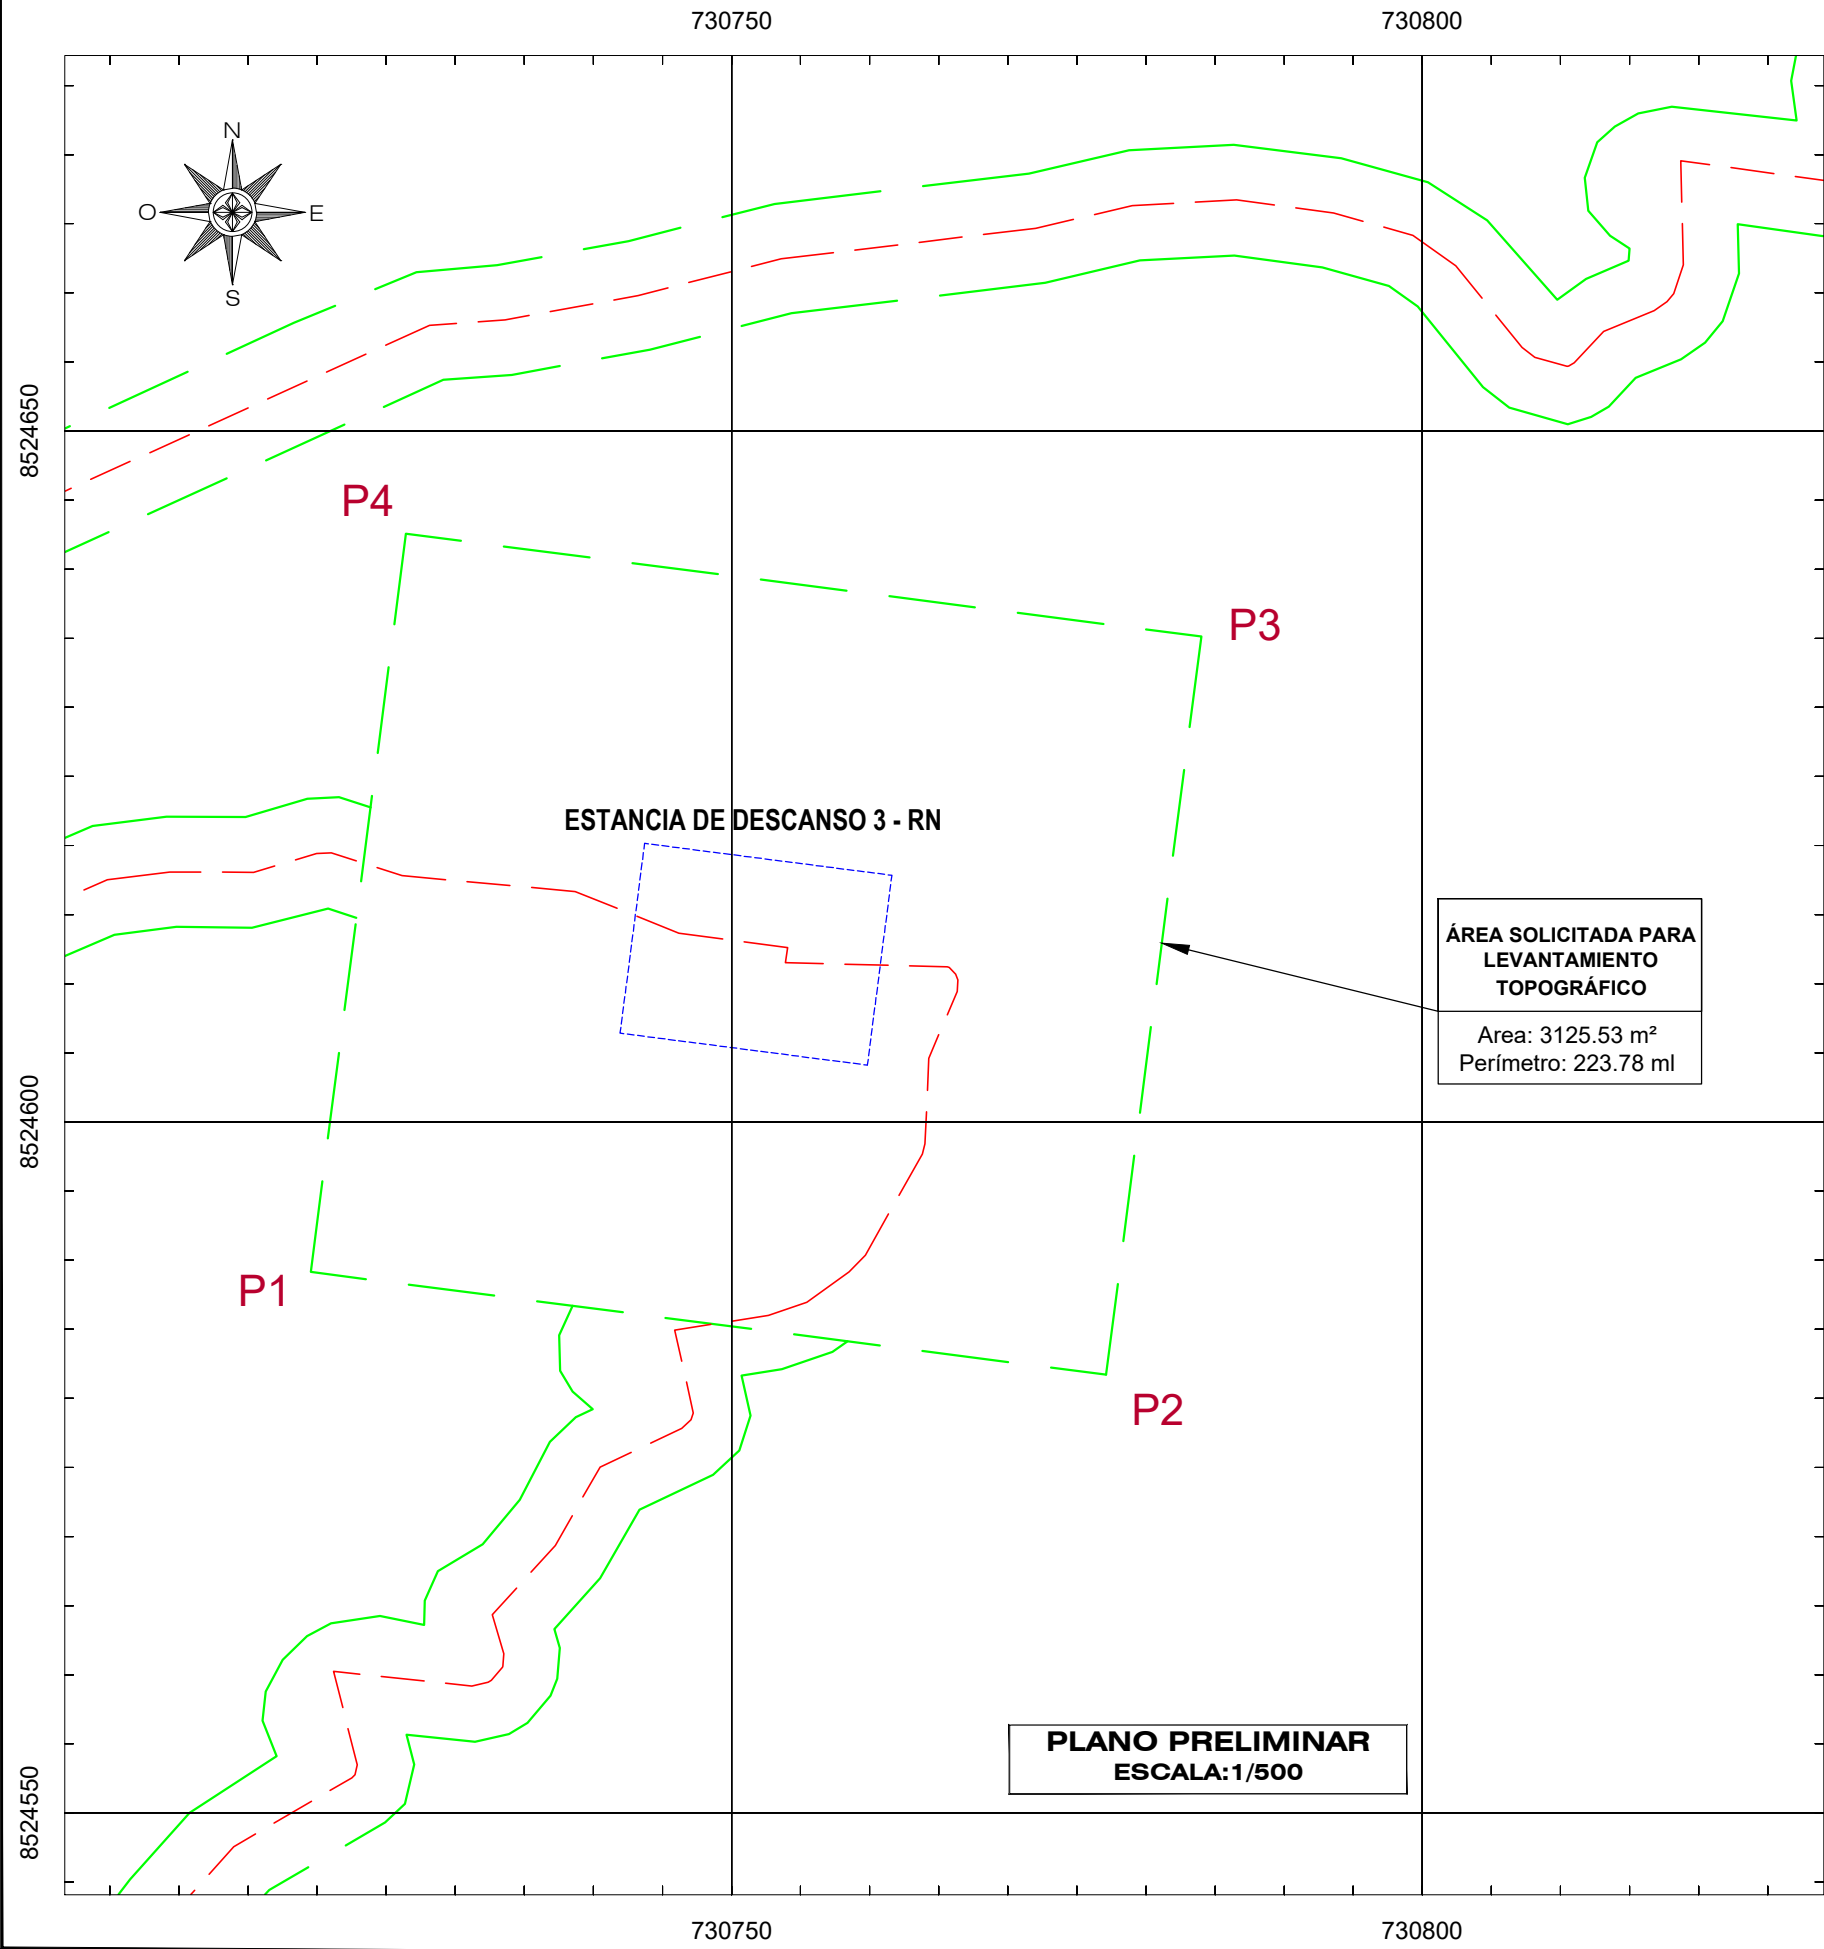 730750
730800
N
O
E
S
8524650
P4
P3
ESTANCIA DE DESCANSO 3 - RN
ÁREA SOLICITADA PARA
LEVANTAMIENTO
TOPOGRÁFICO
Area: 3125.53 m²
Perímetro: 223.78 ml
8524600
P1
P2
PLANO PRELIMINAR
ESCALA:1/500
8524550
730750
730800